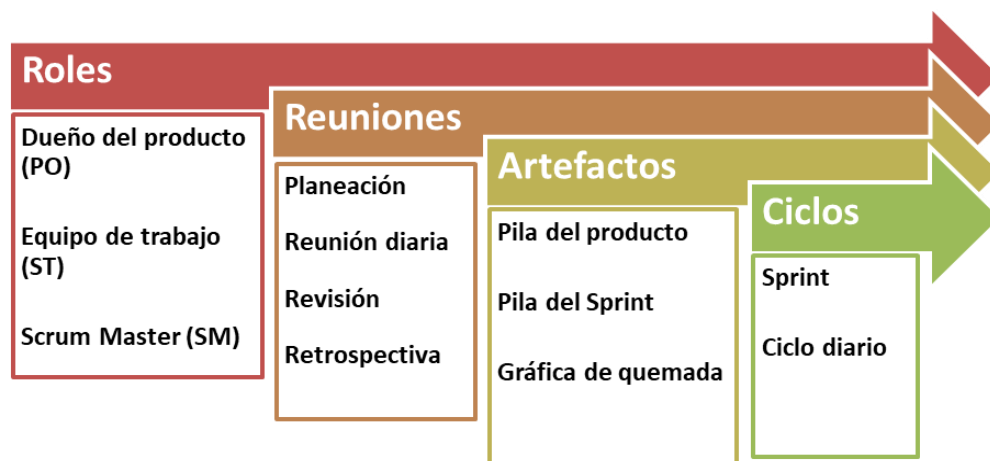 Roles
Dueño del producto
(PO)
Equipo de trabajo
(ST)
Scrum Master (SM)
Reuniones
Planeación
Reunión diaria
Revisión
Retrospectiva
Artefactos
Pila del producto
Pila del Sprint
Gráfica de quemada
Ciclos
Sprint
Ciclo diario